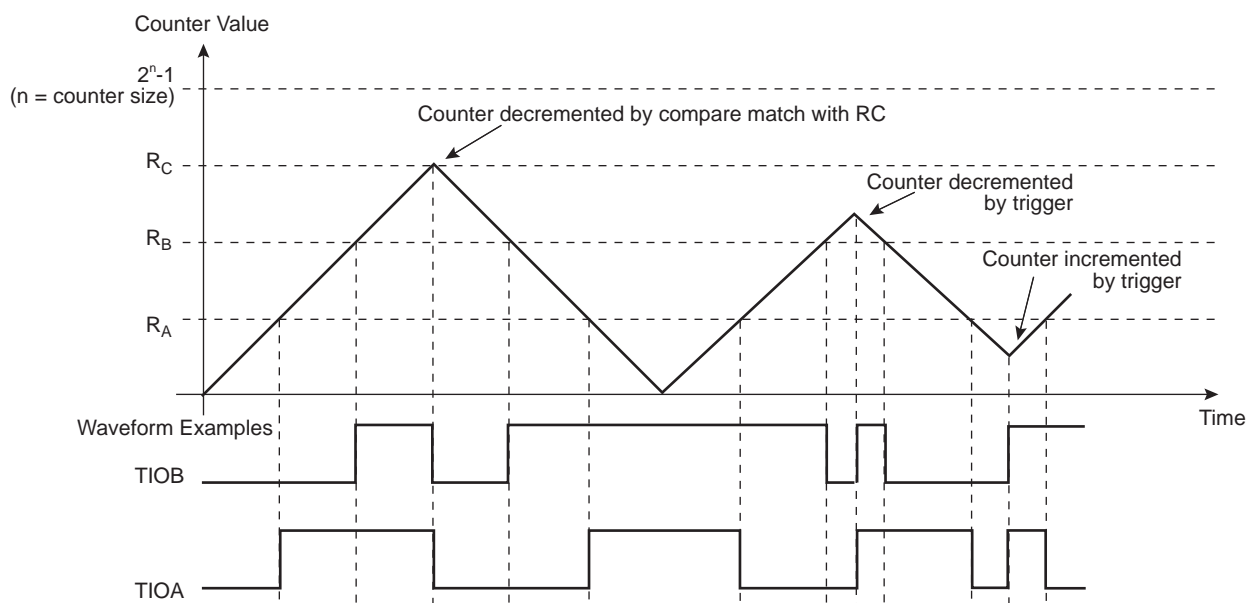 Counter Value
2ⁿ-1
(n = counter size)
Counter decremented by compare match with RC
R_C
Counter decremented
by trigger
R_B
Counter incremented
by trigger
R_A
Time
Waveform Examples
TIOB
TIOA